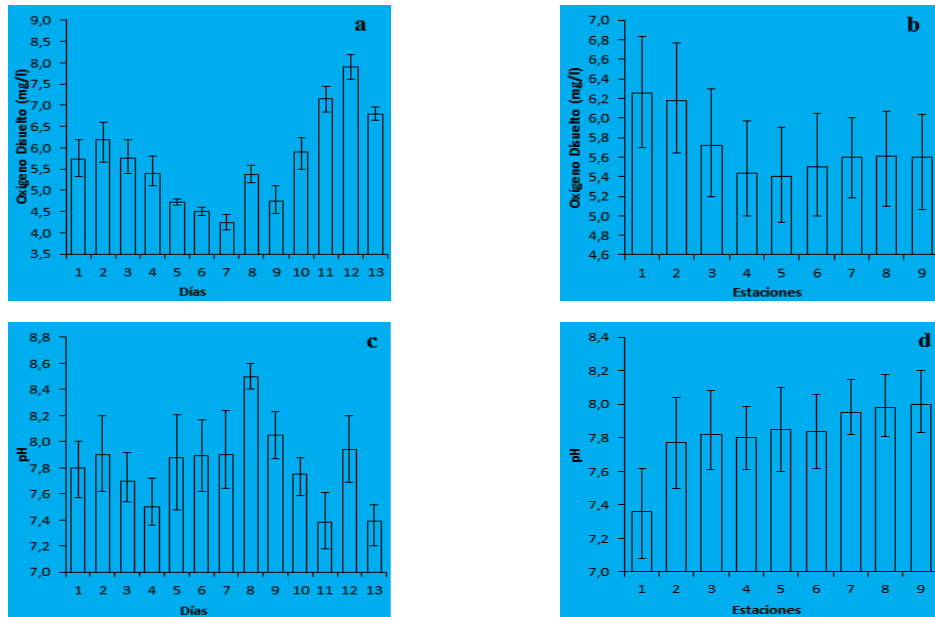 a
9,0
8,5
8,0
7,5
7,0
6,5
6,0
5,5
5,0
4,5
4,0
3,5
Oxígeno Disuelto (mg/l)
1 2 3 4 5 6 7 8 9 10 11 12 13
Días
b
7,0
6,8
6,6
6,4
6,2
6,0
5,8
5,6
5,4
5,2
5,0
4,8
4,6
Oxígeno Disuelto (mg/l)
1 2 3 4 5 6 7 8 9
Estaciones
c
8,8
8,6
8,4
8,2
8,0
7,8
7,6
7,4
7,2
7,0
pH
1 2 3 4 5 6 7 8 9 10 11 12 13
Días
d
8,4
8,2
8,0
7,8
7,6
7,4
7,2
7,0
pH
1 2 3 4 5 6 7 8 9
Estaciones